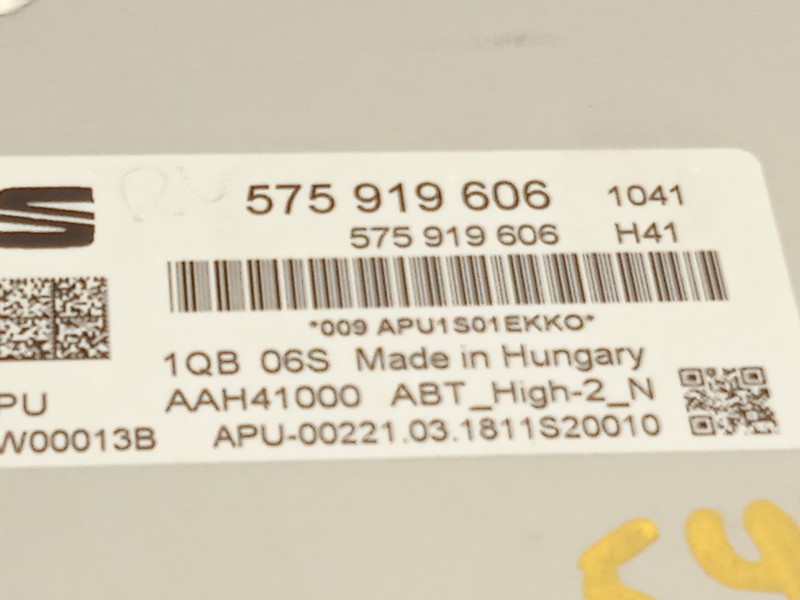 575 919 606 1041
575 919 606 H41
*009 APU1S01EKKO*
1QB 06S Made in Hungary
PU AAH41000 ABT_High-2_N
W00013B APU-00221.03.1811S20010